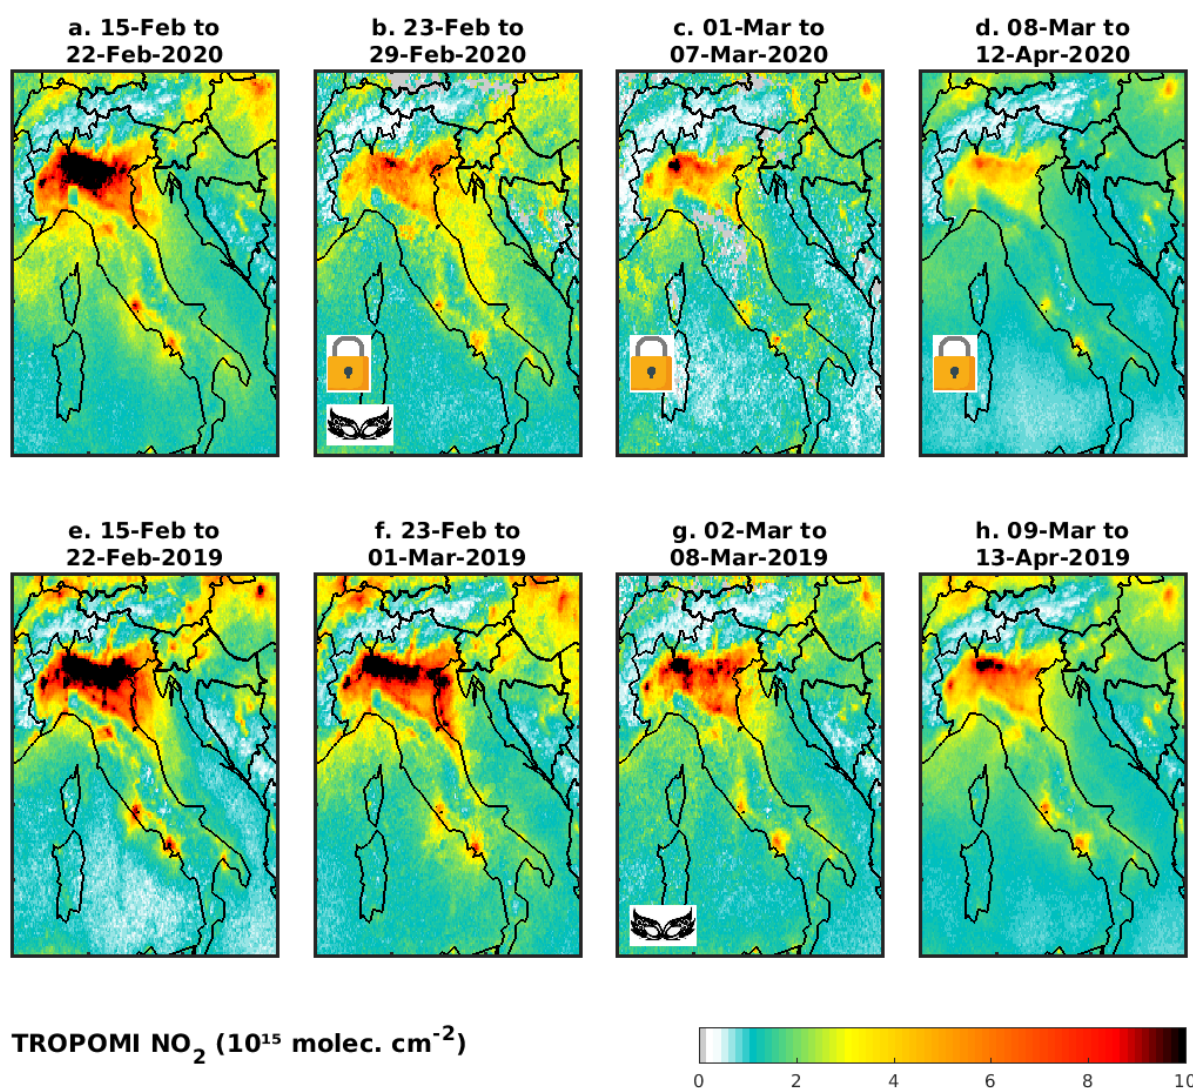 a. 15-Feb to
22-Feb-2020
b. 23-Feb to
29-Feb-2020
c. 01-Mar to
07-Mar-2020
d. 08-Mar to
12-Apr-2020
e. 15-Feb to
22-Feb-2019
f. 23-Feb to
01-Mar-2019
g. 02-Mar to
08-Mar-2019
h. 09-Mar to
13-Apr-2019
TROPOMI NO₂ (10¹⁵ molec. cm⁻²)
0 2 4 6 8 10